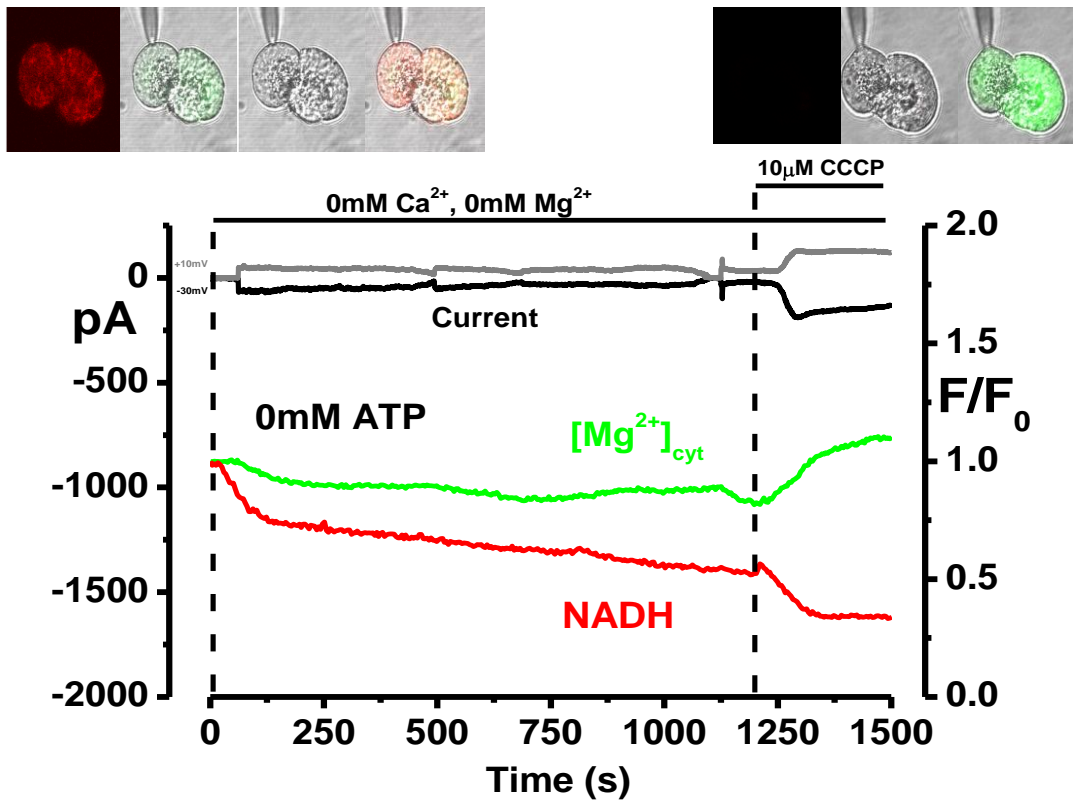 10μM CCCP
0mM Ca²⁺, 0mM Mg²⁺
+10mV
-30mV
Current
0mM ATP
[Mg²⁺]cyt
NADH
pA
0
-500
-1000
-1500
-2000
F/F₀
2.0
1.5
1.0
0.5
0.0
0 250 500 750 1000 1250 1500
Time (s)